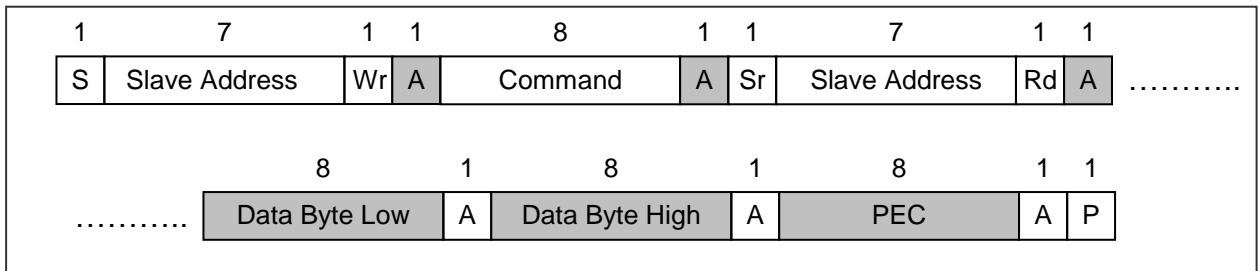 1 7 1 1 8 1 1 7 1 1
S Slave Address Wr A Command A Sr Slave Address Rd A ………..
8 1 8 1 8 1 1
……….. Data Byte Low A Data Byte High A PEC A P